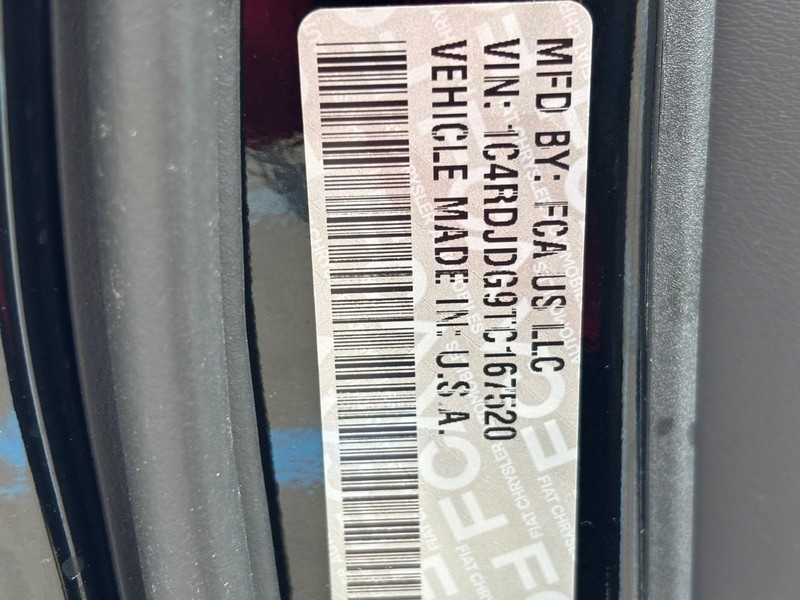 MFD BY: FCA US LLC
VIN: 1C4RDJDG9TC167520
VEHICLE MADE IN: U.S.A.